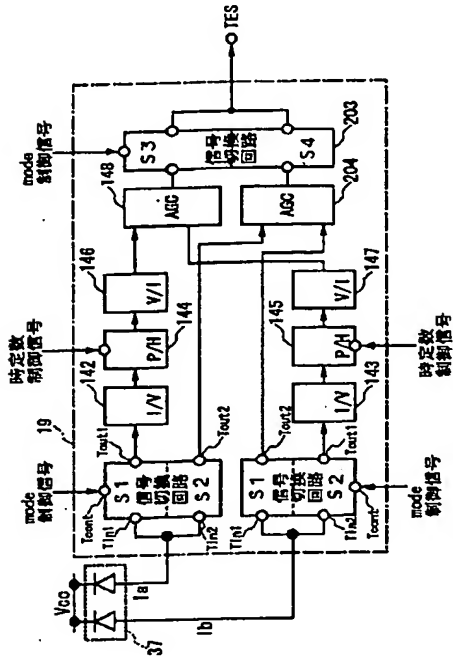 TES
mode
制御信号
S3
信号
切換
回路
S4
203
148
AGC
204
AGC
146
V/I
147
V/I
時定数
制御信号
144
P/H
145
P/H
時定数
制御信号
142
I/V
143
I/V
19
mode
制御信号
Tcont
Tin1
Tin2
S1
信号
切換
回路
S2
Tout1
Tout2
Tin1
Tin2
S1
信号
切換
回路
S2
Tout2
Tout1
Tcont
mode
制御信号
Vcc
Ia
Ib
37